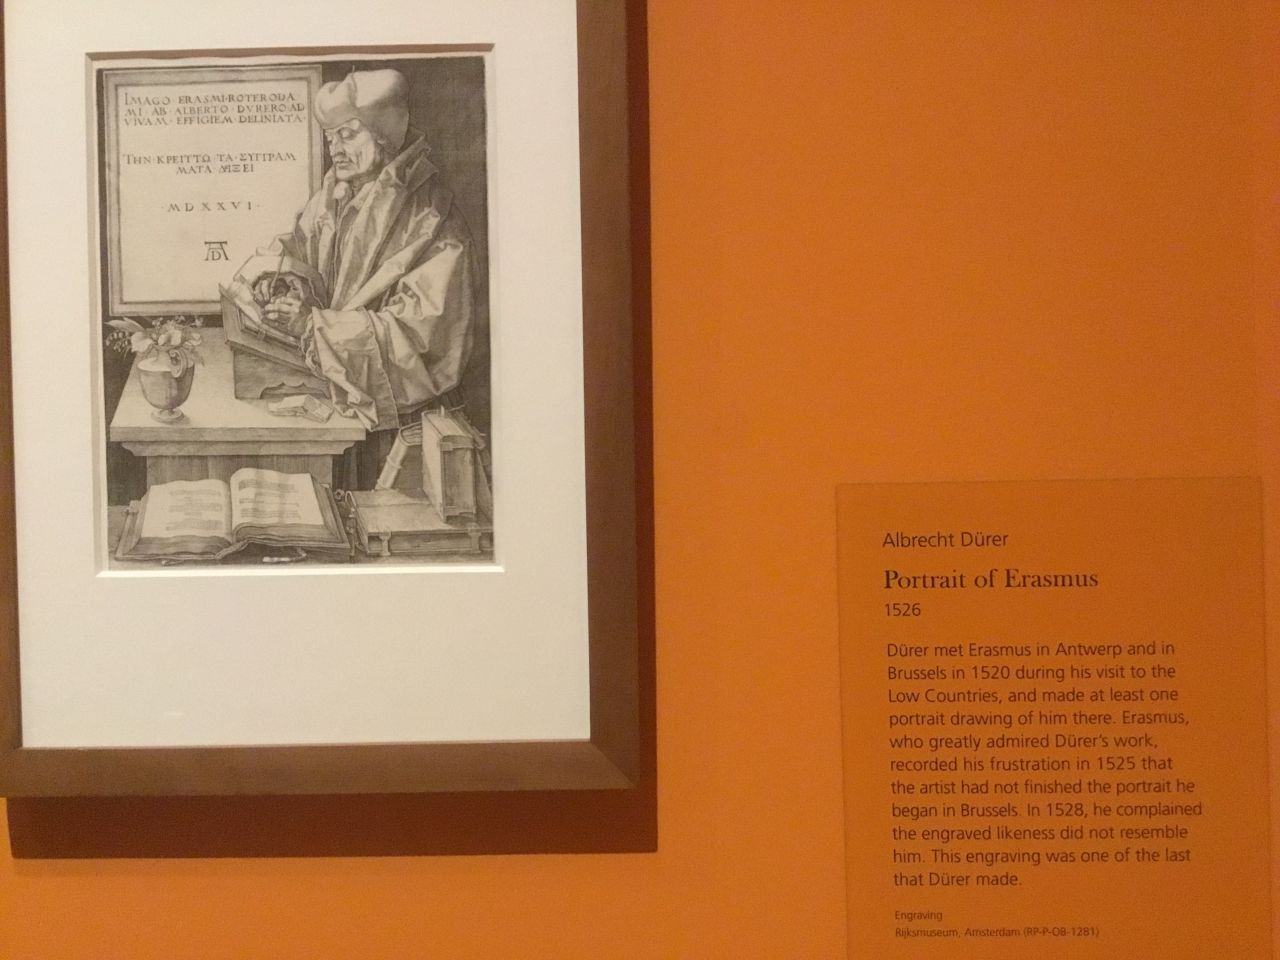 IMAGO·ERASMI·ROTERODA
MI·AB·ALBERTO·DVRERO·AD
VIVAM·EFFIGIEM·DELINIATA·
ΤΗΝ·ΚΡΕΙΤΤΩ·ΤΑ·ΣΥΓΓΡΑΜ
ΜΑΤΑ·ΔΙΞΕΙ
·MDXXVI·
AD
Albrecht Dürer
Portrait of Erasmus
1526
Dürer met Erasmus in Antwerp and in
Brussels in 1520 during his visit to the
Low Countries, and made at least one
portrait drawing of him there. Erasmus,
who greatly admired Dürer's work,
recorded his frustration in 1525 that
the artist had not finished the portrait he
began in Brussels. In 1528, he complained
the engraved likeness did not resemble
him. This engraving was one of the last
that Dürer made.
Engraving
Rijksmuseum, Amsterdam (RP-P-OB-1281)